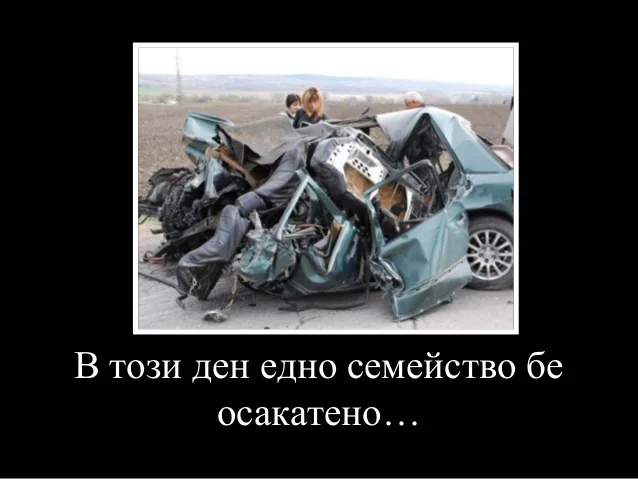 В този ден едно семейство бе
осакатено…